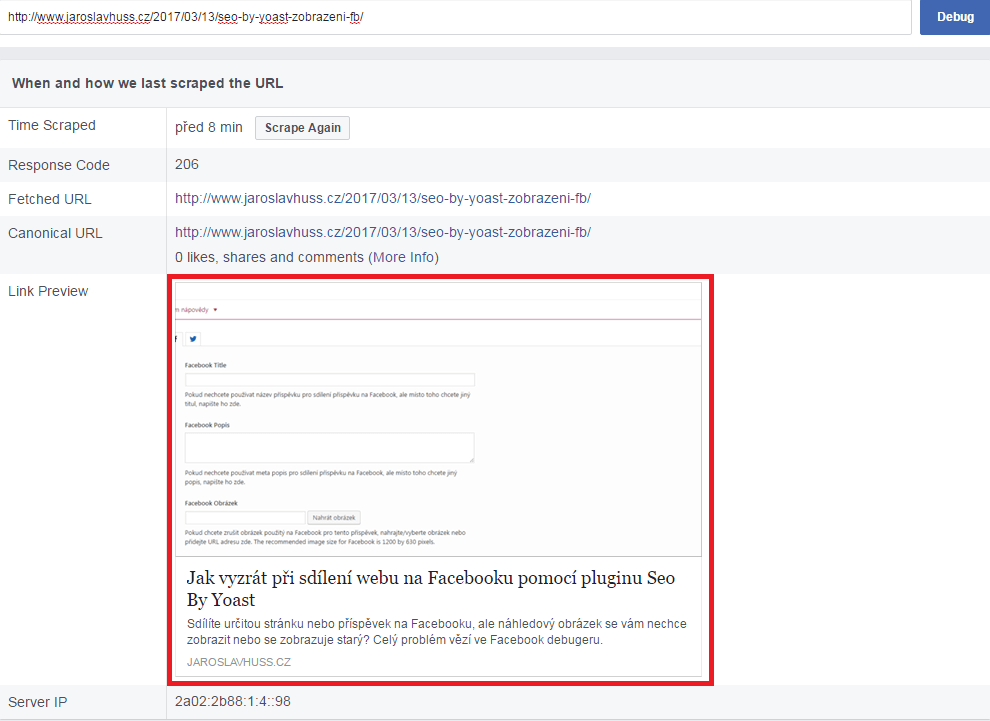 http://www.jaroslavhuss.cz/2017/03/13/seo-by-yoast-zobrazeni-fb/
Debug
When and how we last scraped the URL
Time Scraped
před 8 min
Scrape Again
Response Code
206
Fetched URL
http://www.jaroslavhuss.cz/2017/03/13/seo-by-yoast-zobrazeni-fb/
Canonical URL
http://www.jaroslavhuss.cz/2017/03/13/seo-by-yoast-zobrazeni-fb/
0 likes, shares and comments (More Info)
Link Preview
m nápovědy
Facebook Title
Pokud nechcete používat název příspěvku pro sdílení příspěvku na Facebook, ale místo toho chcete jiný
titul, napište ho zde.
Facebook Popis
Pokud nechcete používat meta popis pro sdílení příspěvku na Facebook, ale místo toho chcete jiný
popis, napište ho zde.
Facebook Obrázek
Nahrát obrázek
Pokud chcete zrušit obrázek použitý na Facebook pro tento příspěvek, nahrajte/vyberte obrázek nebo
přidejte URL adresu zde. The recommended image size for Facebook is 1200 by 630 pixels.
Jak vyzrát při sdílení webu na Facebooku pomocí pluginu Seo
By Yoast
Sdílíte určitou stránku nebo příspěvek na Facebooku, ale náhledový obrázek se vám nechce
zobrazit nebo se zobrazuje starý? Celý problém vězí ve Facebook debugeru.
JAROSLAVHUSS.CZ
Server IP
2a02:2b88:1:4::98